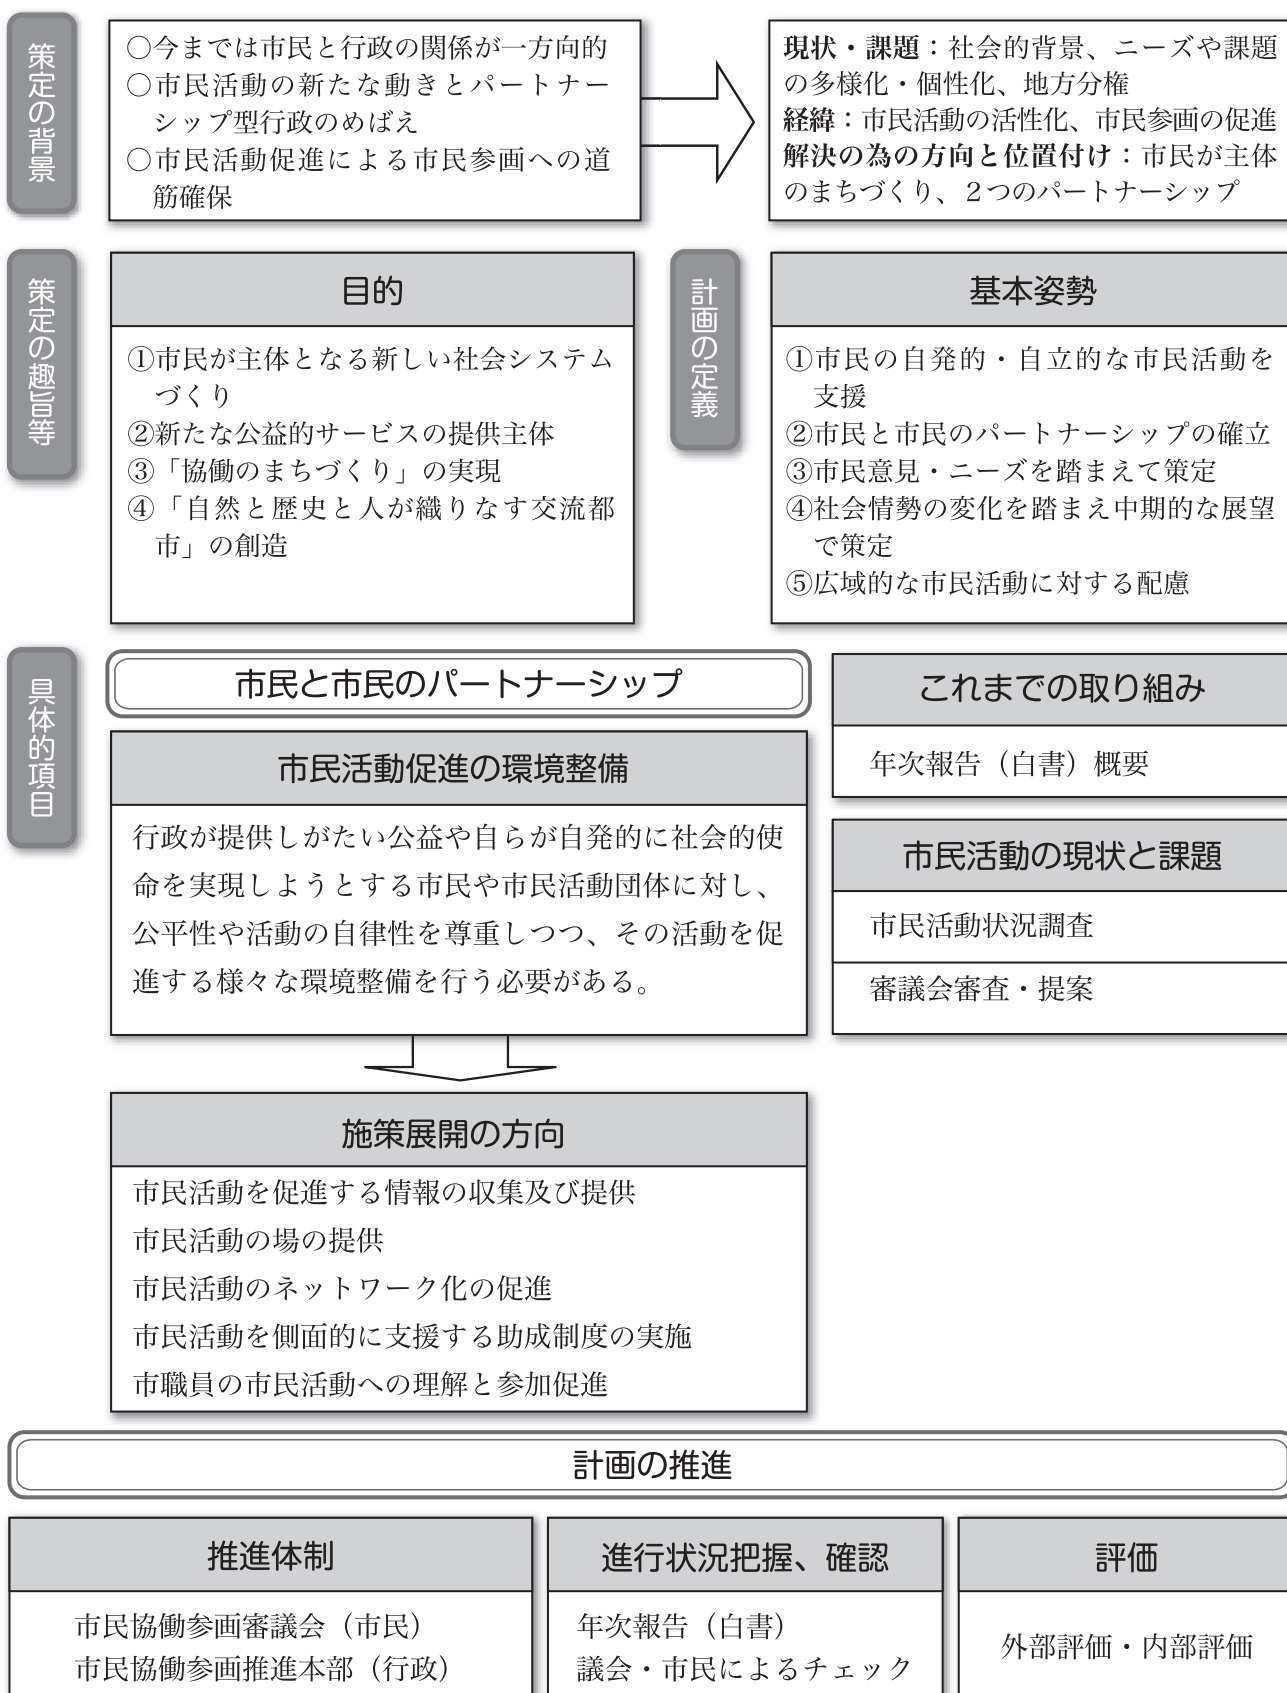 策定の背景
○今までは市民と行政の関係が一方向的
○市民活動の新たな動きとパートナー
シップ型行政のめばえ
○市民活動促進による市民参画への道
筋確保
現状・課題：社会的背景、ニーズや課題
の多様化・個性化、地方分権
経緯：市民活動の活性化、市民参画の促進
解決の為の方向と位置付け：市民が主体
のまちづくり、２つのパートナーシップ
策定の趣旨等
目的
①市民が主体となる新しい社会システム
づくり
②新たな公益的サービスの提供主体
③「協働のまちづくり」の実現
④「自然と歴史と人が織りなす交流都
市」の創造
計画の定義
基本姿勢
①市民の自発的・自立的な市民活動を
支援
②市民と市民のパートナーシップの確立
③市民意見・ニーズを踏まえて策定
④社会情勢の変化を踏まえ中期的な展望
で策定
⑤広域的な市民活動に対する配慮
具体的項目
市民と市民のパートナーシップ
市民活動促進の環境整備
行政が提供しがたい公益や自らが自発的に社会的使
命を実現しようとする市民や市民活動団体に対し、
公平性や活動の自律性を尊重しつつ、その活動を促
進する様々な環境整備を行う必要がある。
これまでの取り組み
年次報告（白書）概要
市民活動の現状と課題
市民活動状況調査
審議会審査・提案
施策展開の方向
市民活動を促進する情報の収集及び提供
市民活動の場の提供
市民活動のネットワーク化の促進
市民活動を側面的に支援する助成制度の実施
市職員の市民活動への理解と参加促進
計画の推進
推進体制
市民協働参画審議会（市民）
市民協働参画推進本部（行政）
進行状況把握、確認
年次報告（白書）
議会・市民によるチェック
評価
外部評価・内部評価